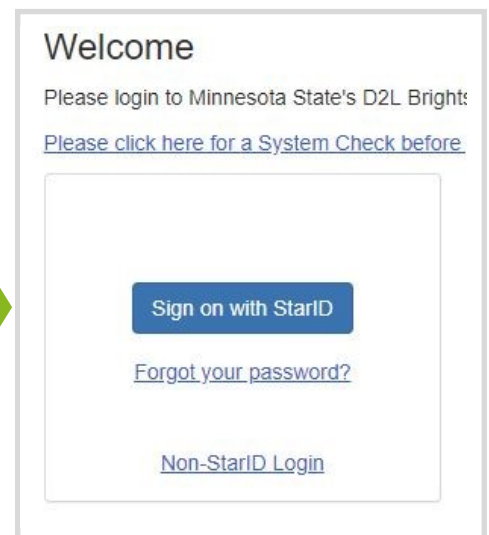 Welcome
Please login to Minnesota State's D2L Brights
Please click here for a System Check before
Sign on with StarID
Forgot your password?
Non-StarID Login